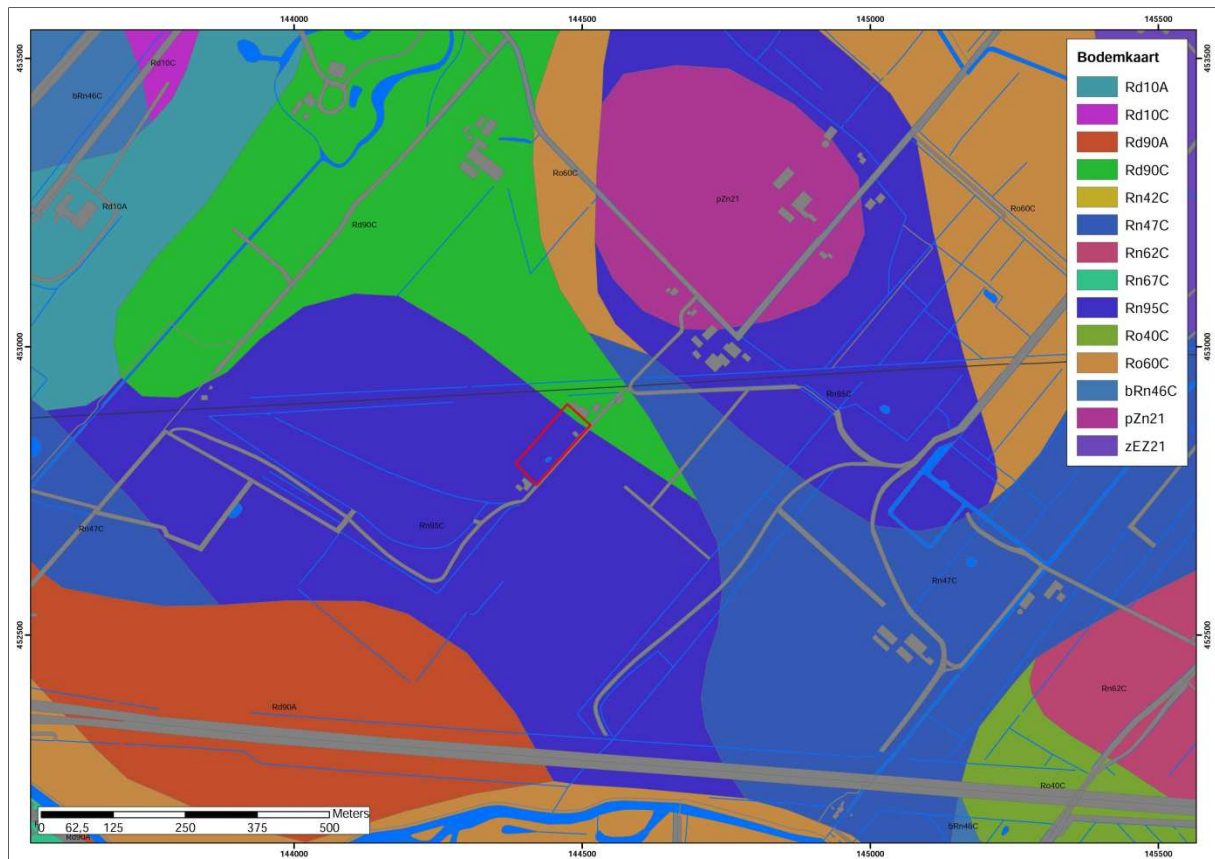 144000 144500 145000 145500
453500
453500
Rd10C
bRn46C
Bodemkaart
Rd10A
Rd10C
Rd90A
Rd90C
Rn42C
Rn47C
Rn62C
Rn67C
Rn95C
Ro40C
Ro60C
bRn46C
pZn21
zEZ21
Ro60C
pZn21
Rd10A
Ro60C
Rd90C
453000
453000
Rn95C
Rn95C
Rn47C
Rn47C
452500
452500
Rn62C
Rd90A
Ro40C
Meters
0 62,5 125 250 375 500
bRn46C
Rd90A
144000 144500 145000 145500